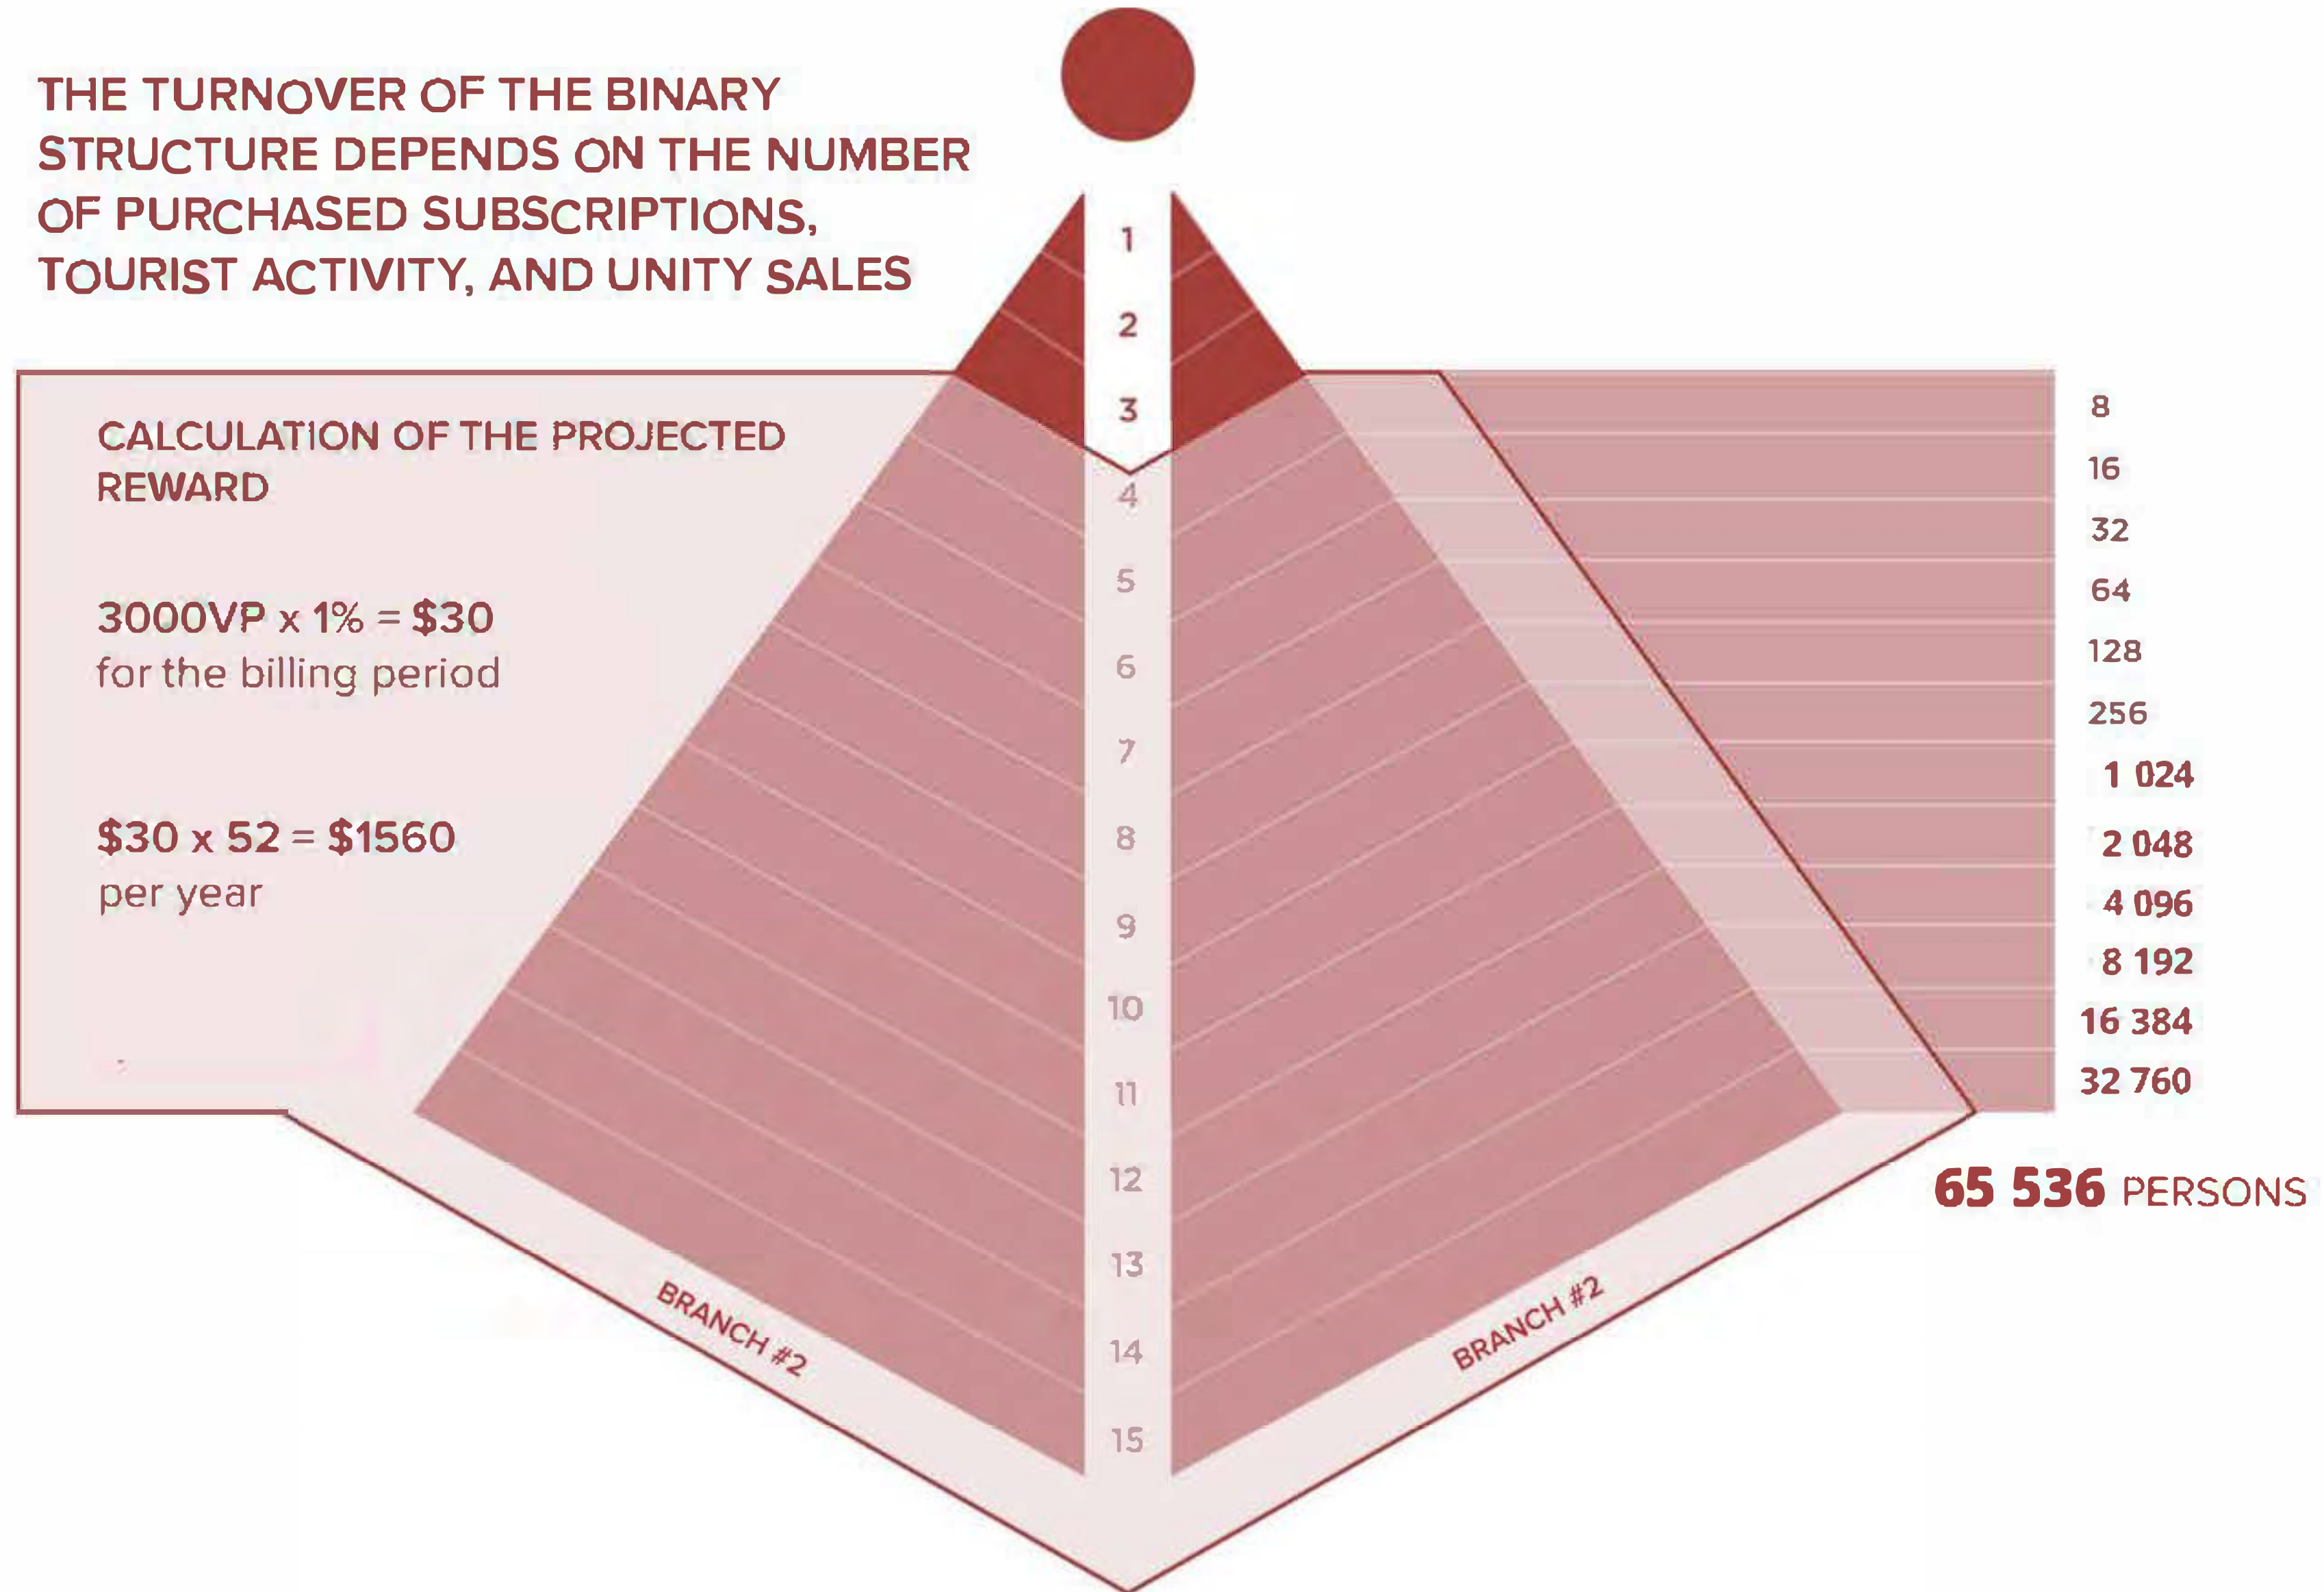 THE TURNOVER OF THE BINARY
STRUCTURE DEPENDS ON THE NUMBER
OF PURCHASED SUBSCRIPTIONS,
TOURIST ACTIVITY, AND UNITY SALES
CALCULATION OF THE PROJECTED
REWARD
3000VP x 1% = $30
for the billing period
$30 x 52 = $1560
per year
1
2
3
4
5
6
7
8
9
10
11
12
13
14
15
BRANCH #2
BRANCH #2
8
16
32
64
128
256
1 024
2 048
4 096
8 192
16 384
32 760
65 536 PERSONS